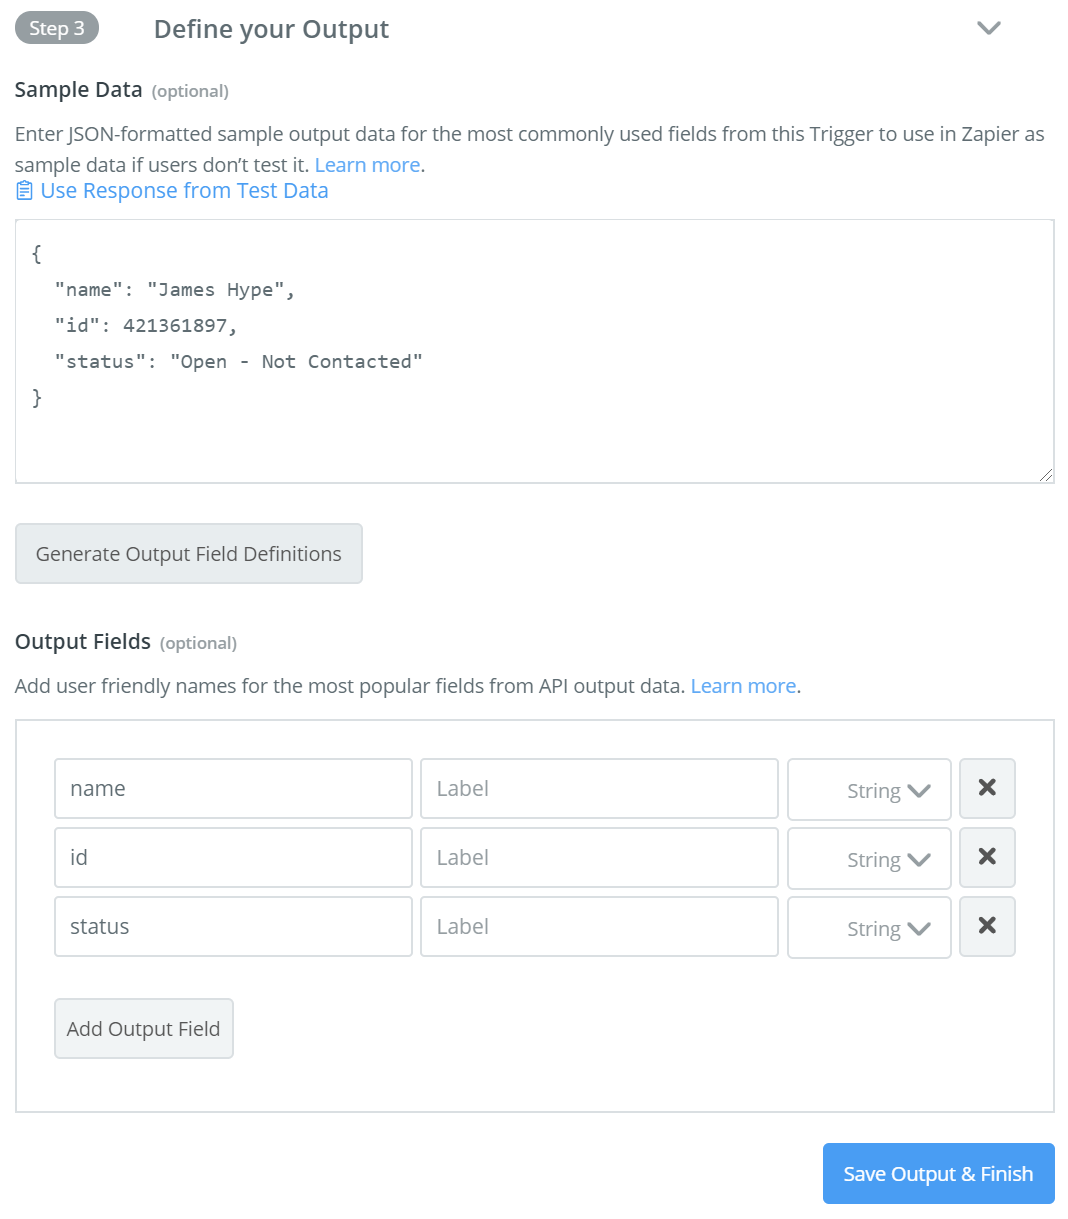 Step 3 Define your Output
Sample Data (optional)
Enter JSON-formatted sample output data for the most commonly used fields from this Trigger to use in Zapier as
sample data if users don’t test it. Learn more.
Use Response from Test Data
{
  "name": "James Hype",
  "id": 421361897,
  "status": "Open - Not Contacted"
}
Generate Output Field Definitions
Output Fields (optional)
Add user friendly names for the most popular fields from API output data. Learn more.
name Label String
id Label String
status Label String
Add Output Field
Save Output & Finish